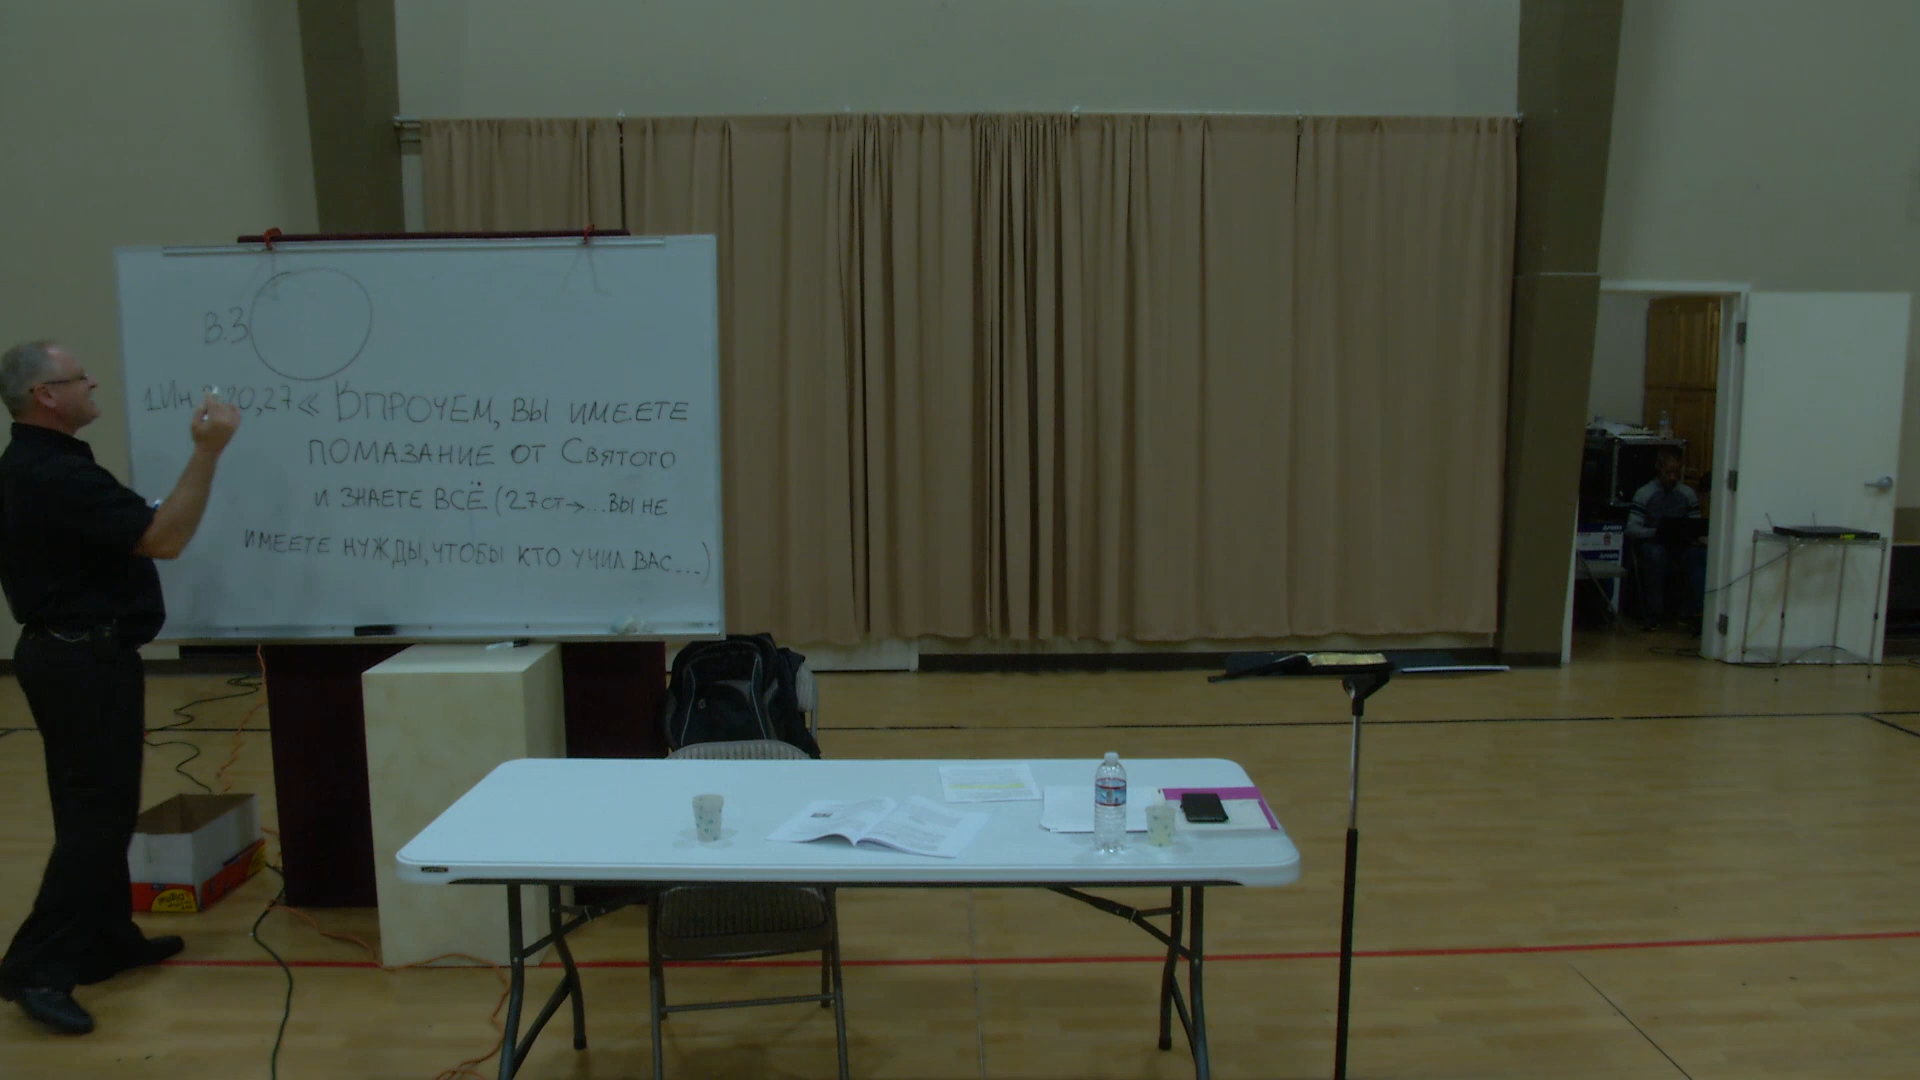 В.З
1Ин 20,27 « Впрочем, вы имеете
помазание от Святого
и знаете всё (27 ст→...вы не
имеете нужды, чтобы кто учил вас....)